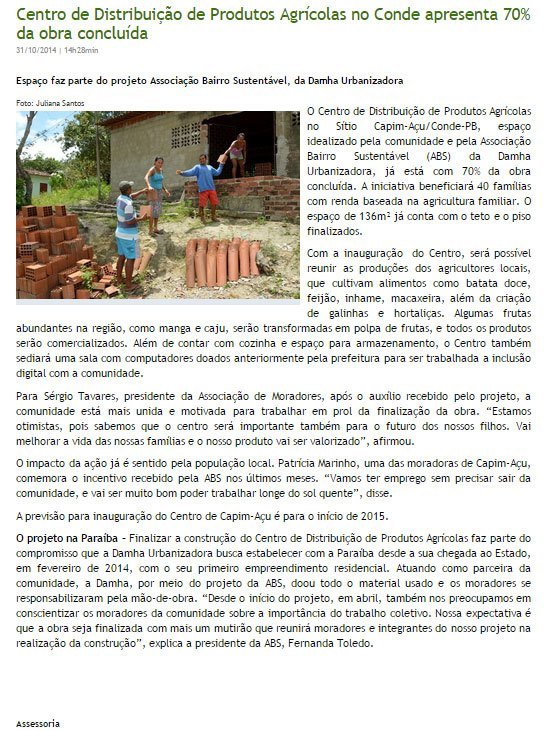 Centro de Distribuição de Produtos Agrícolas no Conde apresenta 70%
da obra concluída
31/10/2014 | 14h28min
Espaço faz parte do projeto Associação Bairro Sustentável, da Damha Urbanizadora
Foto: Juliana Santos
O Centro de Distribuição de Produtos Agrícolas
no Sítio Capim-Açu/Conde-PB, espaço
idealizado pela comunidade e pela Associação
Bairro Sustentável (ABS) da Damha
Urbanizadora, já está com 70% da obra
concluída. A iniciativa beneficiará 40 famílias
com renda baseada na agricultura familiar. O
espaço de 136m² já conta com o teto e o piso
finalizados.
Com a inauguração do Centro, será possível
reunir as produções dos agricultores locais,
que cultivam alimentos como batata doce,
feijão, inhame, macaxeira, além da criação
de galinhas e hortaliças. Algumas frutas
abundantes na região, como manga e caju, serão transformadas em polpa de frutas, e todos os produtos
serão comercializados. Além de contar com cozinha e espaço para armazenamento, o Centro também
sediará uma sala com computadores doados anteriormente pela prefeitura para ser trabalhada a inclusão
digital com a comunidade.
Para Sérgio Tavares, presidente da Associação de Moradores, após o auxílio recebido pelo projeto, a
comunidade está mais unida e motivada para trabalhar em prol da finalização da obra. “Estamos
otimistas, pois sabemos que o centro será importante também para o futuro dos nossos filhos. Vai
melhorar a vida das nossas famílias e o nosso produto vai ser valorizado”, afirmou.
O impacto da ação já é sentido pela população local. Patrícia Marinho, uma das moradoras de Capim-Açu,
comemora o incentivo recebido pela ABS nos últimos meses. “Vamos ter emprego sem precisar sair da
comunidade, e vai ser muito bom poder trabalhar longe do sol quente”, disse.
A previsão para inauguração do Centro de Capim-Açu é para o início de 2015.
O projeto na Paraíba - Finalizar a construção do Centro de Distribuição de Produtos Agrícolas faz parte do
compromisso que a Damha Urbanizadora busca estabelecer com a Paraíba desde a sua chegada ao Estado,
em fevereiro de 2014, com o seu primeiro empreendimento residencial. Atuando como parceira da
comunidade, a Damha, por meio do projeto da ABS, doou todo o material usado e os moradores se
responsabilizaram pela mão-de-obra. “Desde o início do projeto, em abril, também nos preocupamos em
conscientizar os moradores da comunidade sobre a importância do trabalho coletivo. Nossa expectativa é
que a obra seja finalizada com mais um mutirão que reunirá moradores e integrantes do nosso projeto na
realização da construção”, explica a presidente da ABS, Fernanda Toledo.
Assessoria